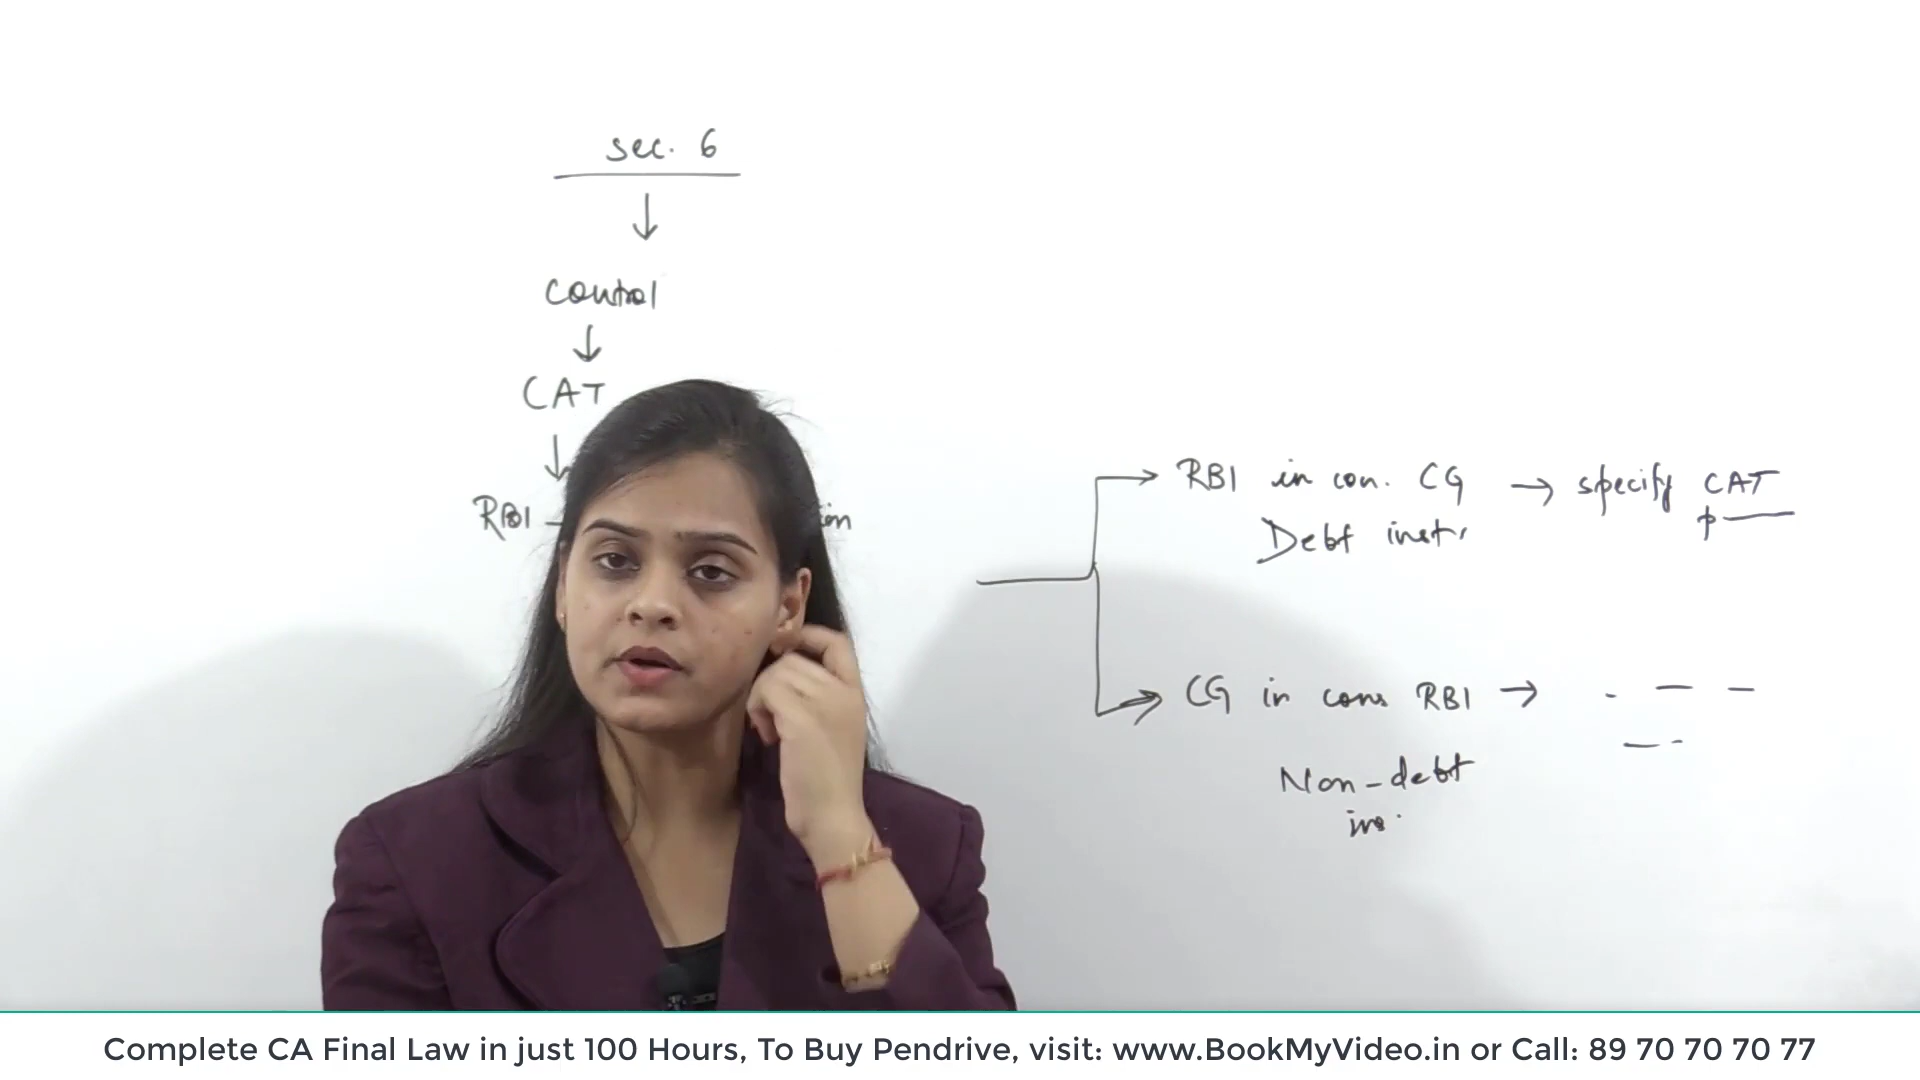 sec. 6
↓
control
↓
CAT
↓
RBI
RBI in con. CG → specify CAT
Debt instr
CG in cons RBI →
Non-debt
ins.
Complete CA Final Law in just 100 Hours, To Buy Pendrive, visit: www.BookMyVideo.in or Call: 89 70 70 70 77